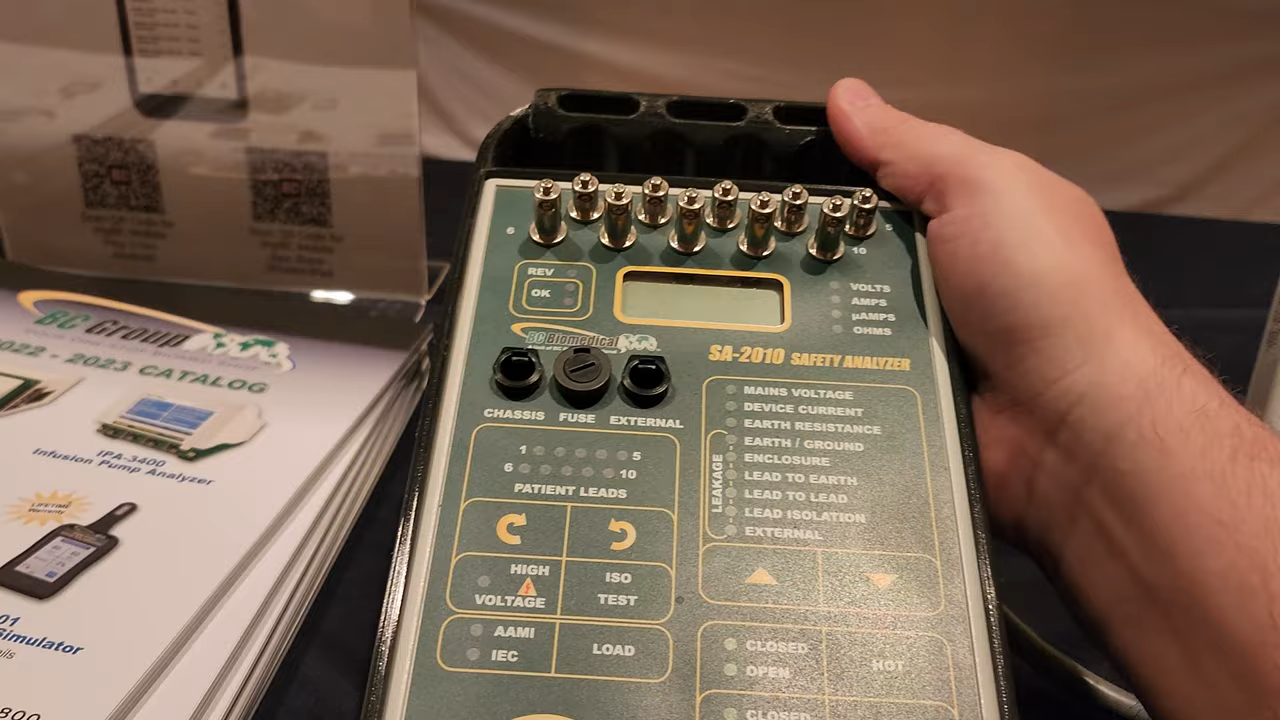 BC Group
2022 - 2023 CATALOG
IPA-3400
Infusion Pump Analyzer
LIFETIME
Warranty
01
Simulator
800
6
5
10
REV
OK
VOLTS
AMPS
µAMPS
OHMS
BC Biomedical
SA-2010 SAFETY ANALYZER
CHASSIS
FUSE
EXTERNAL
1
5
6
10
PATIENT LEADS
HIGH
VOLTAGE
ISO
TEST
AAMI
IEC
LOAD
MAINS VOLTAGE
DEVICE CURRENT
EARTH RESISTANCE
LEAKAGE
EARTH / GROUND
ENCLOSURE
LEAD TO EARTH
LEAD TO LEAD
LEAD ISOLATION
EXTERNAL
CLOSED
OPEN
HOT
CLOSED